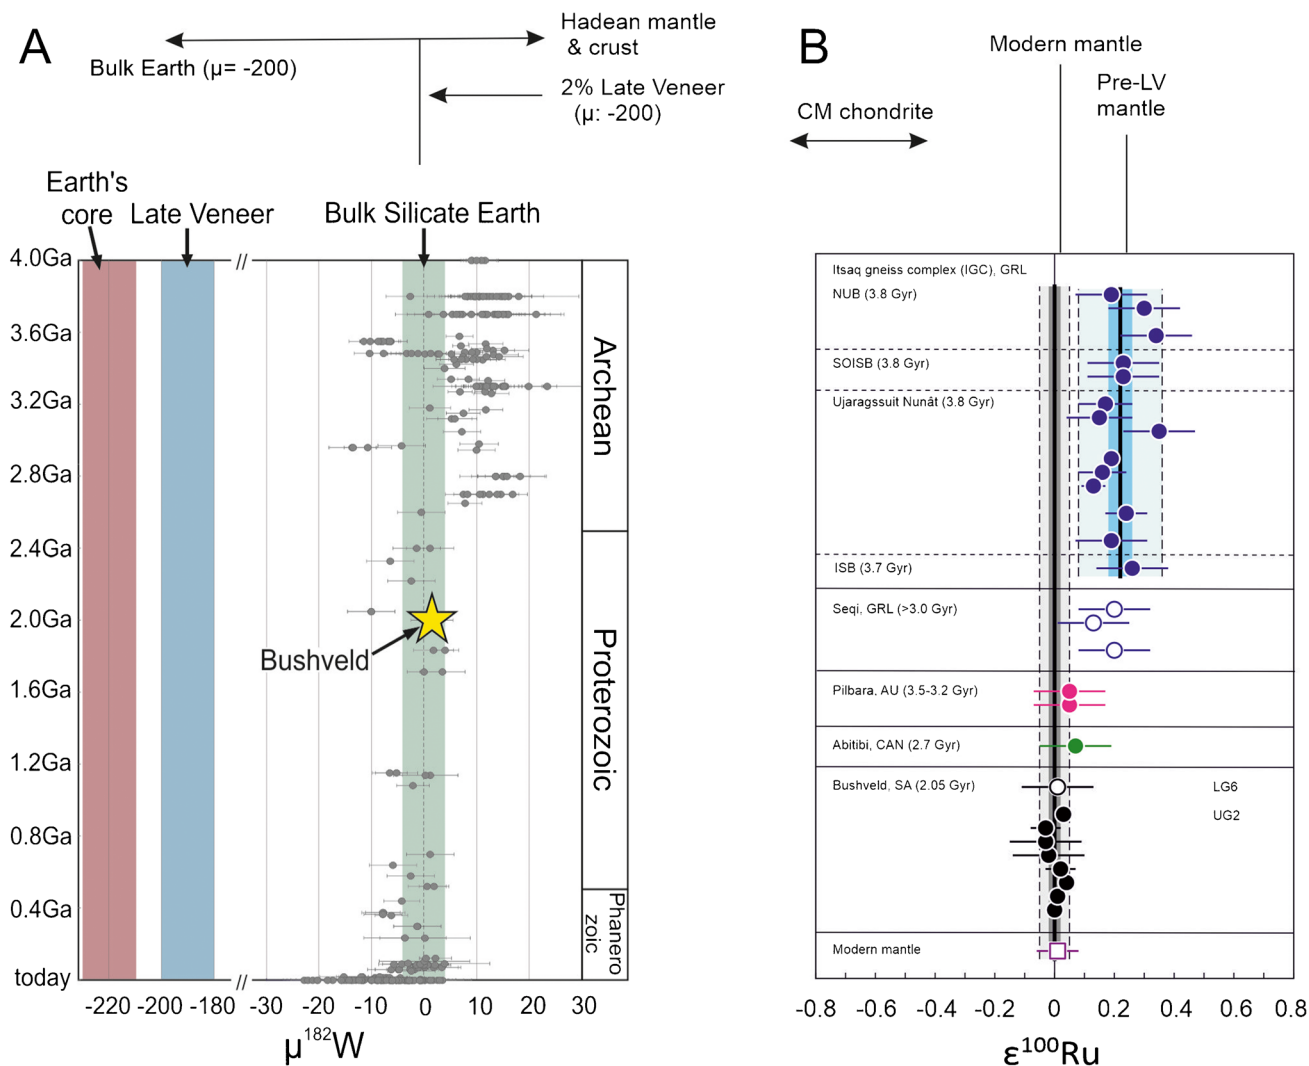 A
Bulk Earth (μ= -200)
Hadean mantle
& crust
2% Late Veneer
(μ: -200)
Earth's
core
Late Veneer
Bulk Silicate Earth
4.0Ga
3.6Ga
3.2Ga
2.8Ga
2.4Ga
2.0Ga
1.6Ga
1.2Ga
0.8Ga
0.4Ga
today
//
//
Archean
Proterozoic
Phanero
zoic
Bushveld
-220 -200 -180 -30 -20 -10 0 10 20 30
μ¹⁸²W
B
Modern mantle
Pre-LV
mantle
CM chondrite
Itsaq gneiss complex (IGC), GRL
NUB (3.8 Gyr)
SOISB (3.8 Gyr)
Ujaragssuit Nunât (3.8 Gyr)
ISB (3.7 Gyr)
Seqi, GRL (>3.0 Gyr)
Pilbara, AU (3.5-3.2 Gyr)
Abitibi, CAN (2.7 Gyr)
Bushveld, SA (2.05 Gyr)
LG6
UG2
Modern mantle
-0.8 -0.6 -0.4 -0.2 0 0.2 0.4 0.6 0.8
ε¹⁰⁰Ru